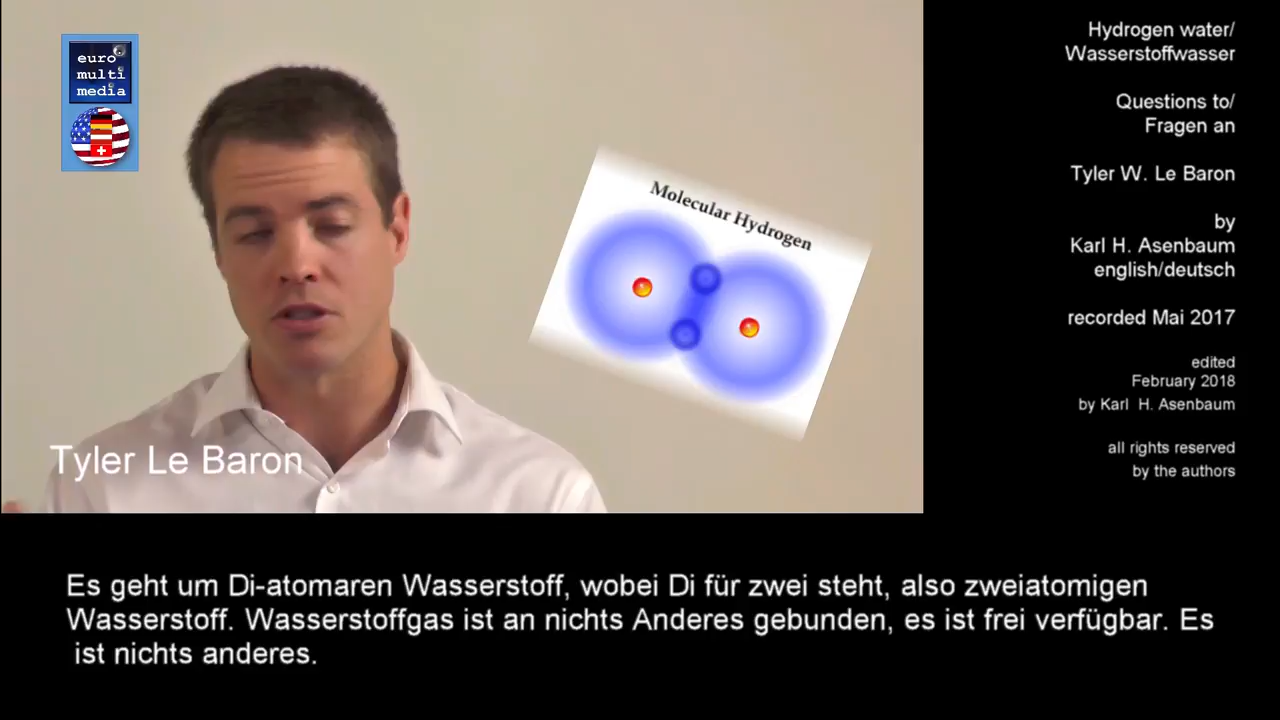 euro
multi
media
Molecular Hydrogen
Tyler Le Baron
Hydrogen water/
Wasserstoffwasser
Questions to/
Fragen an
Tyler W. Le Baron
by
Karl H. Asenbaum
english/deutsch
recorded Mai 2017
edited
February 2018
by Karl H. Asenbaum
all rights reserved
by the authors
Es geht um Di-atomaren Wasserstoff, wobei Di für zwei steht, also zweiatomigen
Wasserstoff. Wasserstoffgas ist an nichts Anderes gebunden, es ist frei verfügbar. Es
ist nichts anderes.